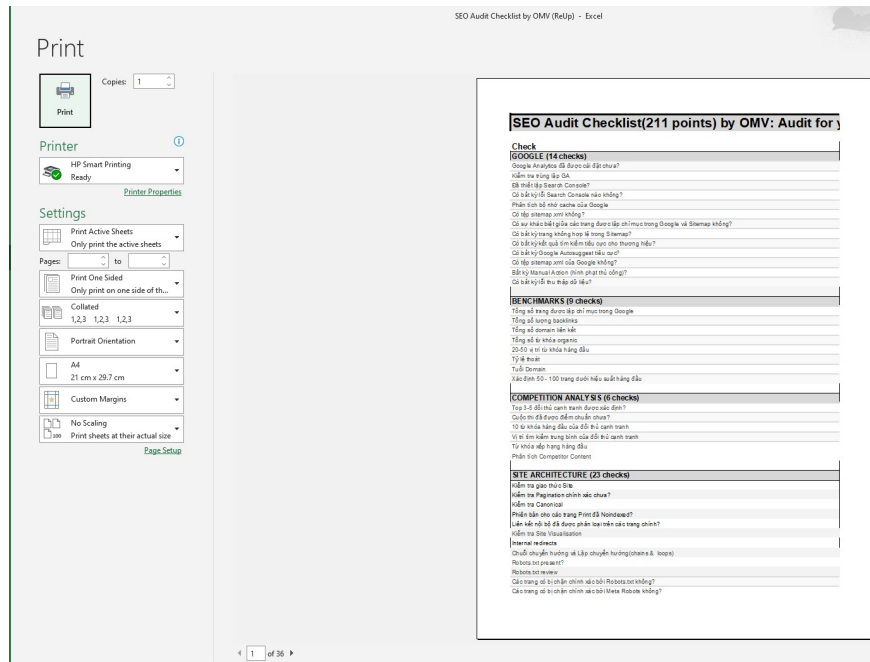 SEO Audit Checklist by OMV (ReUp) - Excel
Print
Copies: 1
Print
Printer
HP Smart Printing
Ready
Printer Properties
Settings
Print Active Sheets
Only print the active sheets
Pages: to
Print One Sided
Only print on one side of th...
Collated
1,2,3 1,2,3 1,2,3
Portrait Orientation
A4
21 cm x 29.7 cm
Custom Margins
No Scaling
100
Print sheets at their actual size
Page Setup
SEO Audit Checklist(211 points) by OMV: Audit for y
Check
GOOGLE (14 checks)
Google Analytics đã được cài đặt chưa?
Kiểm tra trùng lặp GA
Đã thiết lập Search Console?
Có bất kỳ lỗi Search Console nào không?
Phân tích bộ nhớ cache của Google
Có tệp sitemap.xml không?
Có sự khác biệt giữa các trang được lập chỉ mục trong Google và Sitemap không?
Có bất kỳ trang không hợp lệ trong Sitemap?
Có bất kỳ kết quả tìm kiếm tiêu cực cho thương hiệu?
Có bất kỳ Google Autosuggest tiêu cực?
Có tệp sitemap.xml của Google không?
Bất kỳ Manual Action (hình phạt thủ công)?
Có bất kỳ lỗi thu thập dữ liệu?
BENCHMARKS (9 checks)
Tổng số trang được lập chỉ mục trong Google
Tổng số lượng backlinks
Tổng số domain liên kết
Tổng số từ khóa organic
20-50 vị trí từ khóa hàng đầu
Tỷ lệ thoát
Tuổi Domain
Xác định 50 - 100 trang dưới hiệu suất hàng đầu
COMPETITION ANALYSIS (6 checks)
Top 3-5 đối thủ cạnh tranh được xác định?
Cuộc thi đã được điểm chuẩn chưa?
10 từ khóa hàng đầu của đối thủ cạnh tranh
Vị trí tìm kiếm trung bình của đối thủ cạnh tranh
Từ khóa xếp hạng hàng đầu
Phân tích Competitor Content
SITE ARCHITECTURE (23 checks)
Kiểm tra giao thức Site
Kiểm tra Pagination chính xác chưa?
Kiểm tra Canonical
Phiên bản cho các trang Print đã Noindexed?
Liên kết nội bộ đã được phân loại trên các trang chính?
Kiểm tra Site Visualisation
Internal redirects
Chuỗi chuyển hướng và Lặp chuyển hướng(chains & loops)
Robots.txt present?
Robots.txt review
Các trang có bị chặn chính xác bởi Robots.txt không?
Các trang có bị chặn chính xác bởi Meta Robots không?
1 of 36